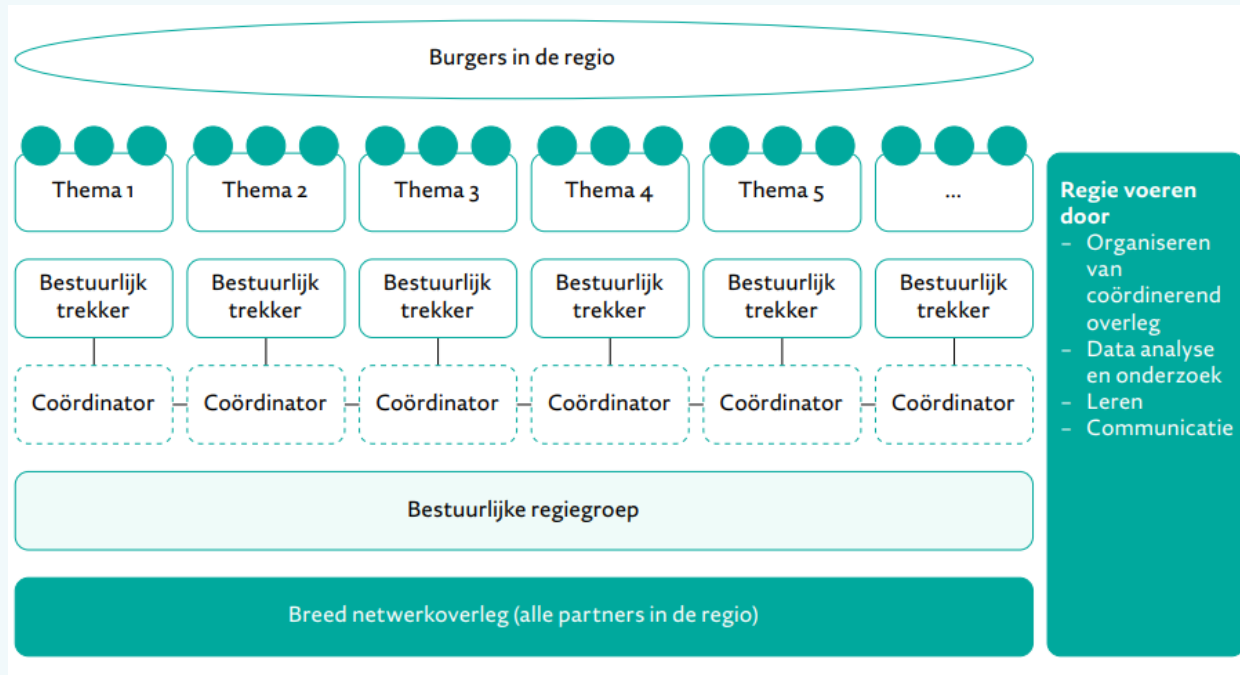 Burgers in de regio
Thema 1
Thema 2
Thema 3
Thema 4
Thema 5
...
Bestuurlijk
trekker
Bestuurlijk
trekker
Bestuurlijk
trekker
Bestuurlijk
trekker
Bestuurlijk
trekker
Bestuurlijk
trekker
Coördinator
Coördinator
Coördinator
Coördinator
Coördinator
Coördinator
Bestuurlijke regiegroep
Breed netwerkoverleg (alle partners in de regio)
Regie voeren
door
– Organiseren
van
coördinerend
overleg
– Data analyse
en onderzoek
– Leren
– Communicatie